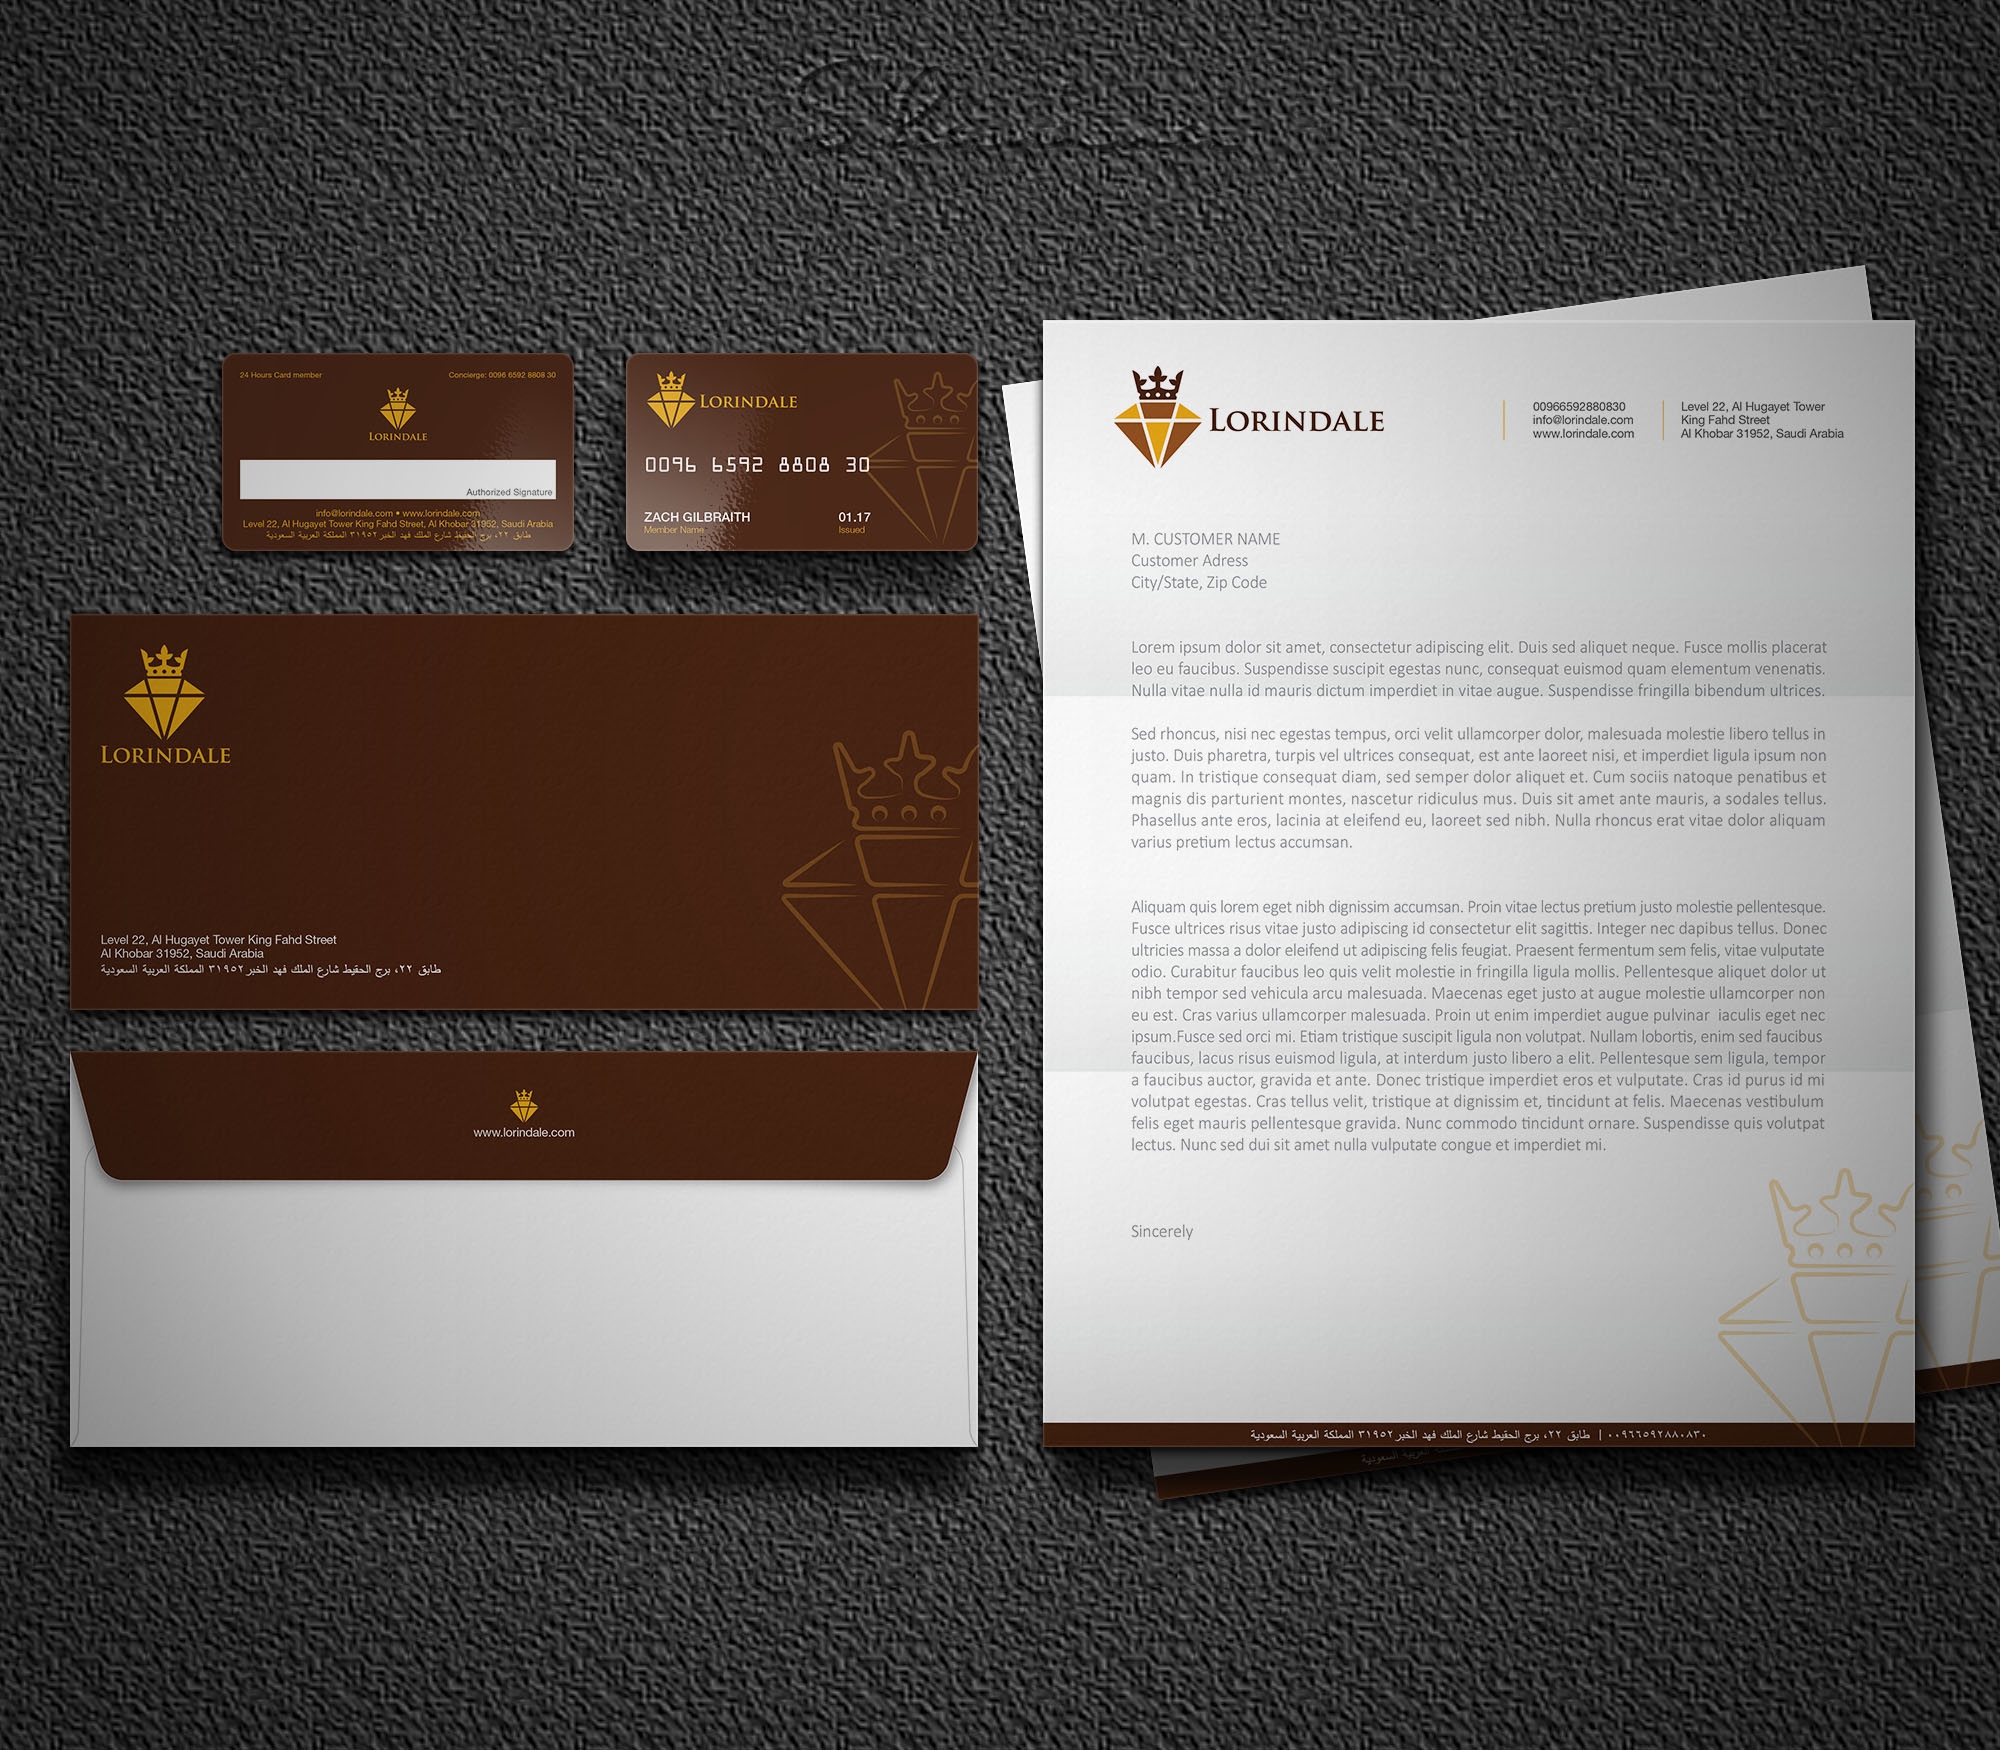 24 Hours Card member
Concierge: 0096 6592 8808 30
LORINDALE
Authorized Signature
info@lorindale.com • www.lorindale.com
Level 22, Al Hugayet Tower King Fahd Street, Al Khobar 31952, Saudi Arabia
طابق ٢٢، برج الحقيط شارع الملك فهد الخبر ٣١٩٥٢ المملكة العربية السعودية
LORINDALE
0096 6592 8808 30
ZACH GILBRAITH
Member Name
01.17
Issued
LORINDALE
Level 22, Al Hugayet Tower King Fahd Street
Al Khobar 31952, Saudi Arabia
طابق ٢٢، برج الحقيط شارع الملك فهد الخبر ٣١٩٥٢ المملكة العربية السعودية
www.lorindale.com
LORINDALE
00966592880830
info@lorindale.com
www.lorindale.com
Level 22, Al Hugayet Tower
King Fahd Street
Al Khobar 31952, Saudi Arabia
M. CUSTOMER NAME
Customer Adress
City/State, Zip Code
Lorem ipsum dolor sit amet, consectetur adipiscing elit. Duis sed aliquet neque. Fusce mollis placerat
leo eu faucibus. Suspendisse suscipit egestas nunc, consequat euismod quam elementum venenatis.
Nulla vitae nulla id mauris dictum imperdiet in vitae augue. Suspendisse fringilla bibendum ultrices.
Sed rhoncus, nisi nec egestas tempus, orci velit ullamcorper dolor, malesuada molestie libero tellus in
justo. Duis pharetra, turpis vel ultrices consequat, est ante laoreet nisi, et imperdiet ligula ipsum non
quam. In tristique consequat diam, sed semper dolor aliquet et. Cum sociis natoque penatibus et
magnis dis parturient montes, nascetur ridiculus mus. Duis sit amet ante mauris, a sodales tellus.
Phasellus ante eros, lacinia at eleifend eu, laoreet sed nibh. Nulla rhoncus erat vitae dolor aliquam
varius pretium lectus accumsan.
Aliquam quis lorem eget nibh dignissim accumsan. Proin vitae lectus pretium justo molestie pellentesque.
Fusce ultrices risus vitae justo adipiscing id consectetur elit sagittis. Integer nec dapibus tellus. Donec
ultricies massa a dolor eleifend ut adipiscing felis feugiat. Praesent fermentum sem felis, vitae vulputate
odio. Curabitur faucibus leo quis velit molestie in fringilla ligula mollis. Pellentesque aliquet dolor ut
nibh tempor sed vehicula arcu malesuada. Maecenas eget justo at augue molestie ullamcorper non
eu est. Cras varius ullamcorper malesuada. Proin ut enim imperdiet augue pulvinar iaculis eget nec
ipsum.Fusce sed orci mi. Etiam tristique suscipit ligula non volutpat. Nullam lobortis, enim sed faucibus
faucibus, lacus risus euismod ligula, at interdum justo libero a elit. Pellentesque sem ligula, tempor
a faucibus auctor, gravida et ante. Donec tristique imperdiet eros et vulputate. Cras id purus id mi
volutpat egestas. Cras tellus velit, tristique at dignissim et, tincidunt at felis. Maecenas vestibulum
felis eget mauris pellentesque gravida. Nunc commodo tincidunt ornare. Suspendisse quis volutpat
lectus. Nunc sed dui sit amet nulla vulputate congue et imperdiet mi.
Sincerely
٠٠٩٦٦٥٩٢٨٨٠٨٣٠ | طابق ٢٢، برج الحقيط شارع الملك فهد الخبر ٣١٩٥٢ المملكة العربية السعودية
العربية السعودية